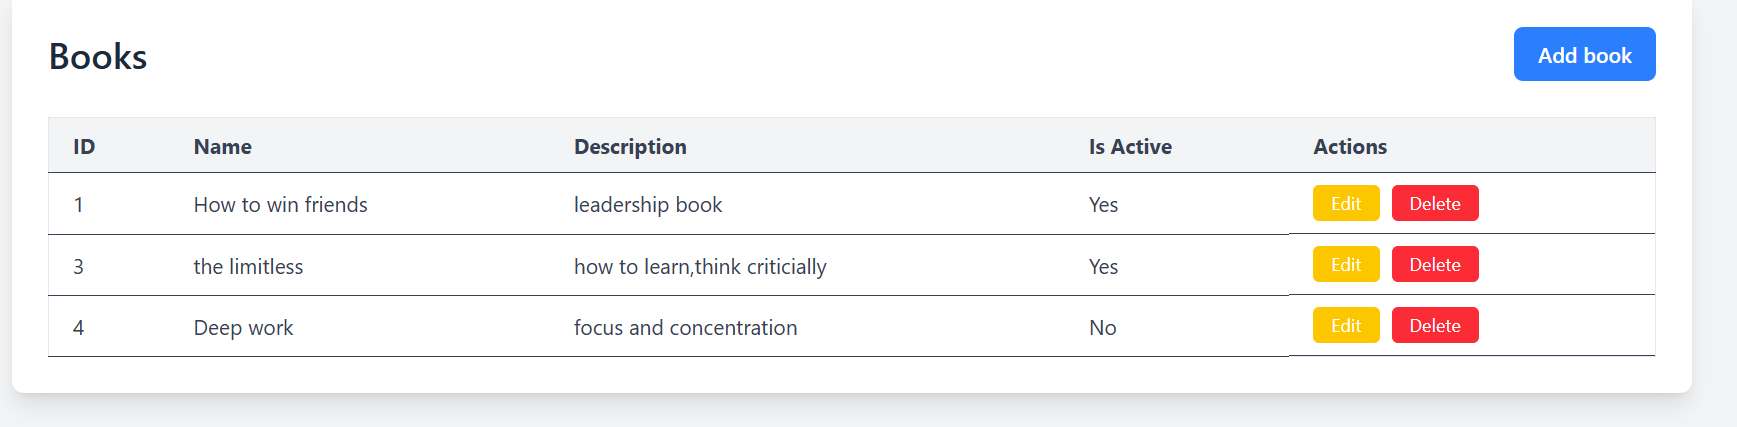 Books
Add book
ID Name Description Is Active Actions
1 How to win friends leadership book Yes Edit Delete
3 the limitless how to learn,think criticially Yes Edit Delete
4 Deep work focus and concentration No Edit Delete